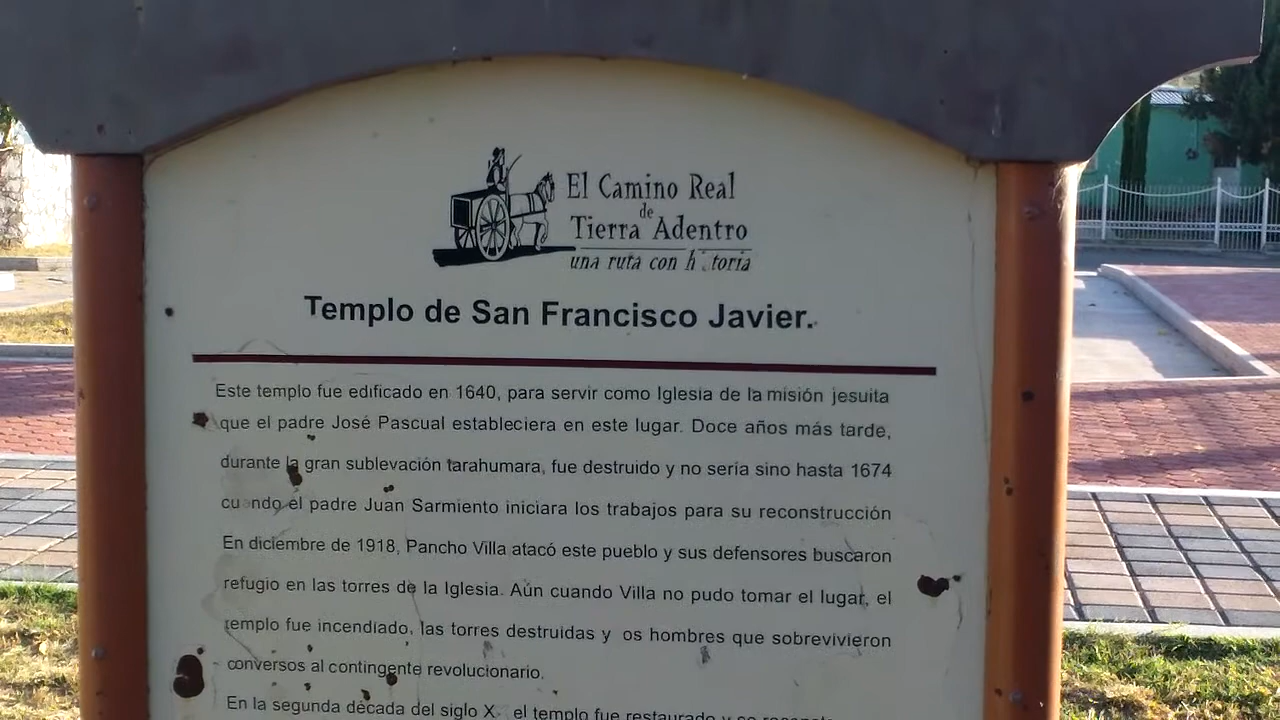 El Camino Real
de
Tierra Adentro
una ruta con
Templo de San Francisco Javier.
Este templo fue edificado en 1640, para servir como Iglesia de la misión jesuita
que el padre José Pascual estableciera en este lugar. Doce años más tarde,
durante la gran sublevación tarahumara, fue destruido y no sería sino hasta 1674
el padre Juan Sarmiento iniciara los trabajos para su reconstrucción
En diciembre de 1918, Pancho Villa atacó este pueblo y sus defensores buscaron
refugio en las torres de la Iglesia. Aún cuando Villa no pudo tomar el lugar, el
templo fue incendiado, las torres destruidas y os hombres que sobrevivieron
conversos al contingente revolucionario.
En la segunda década del siglo X el templo fue restaurado y se